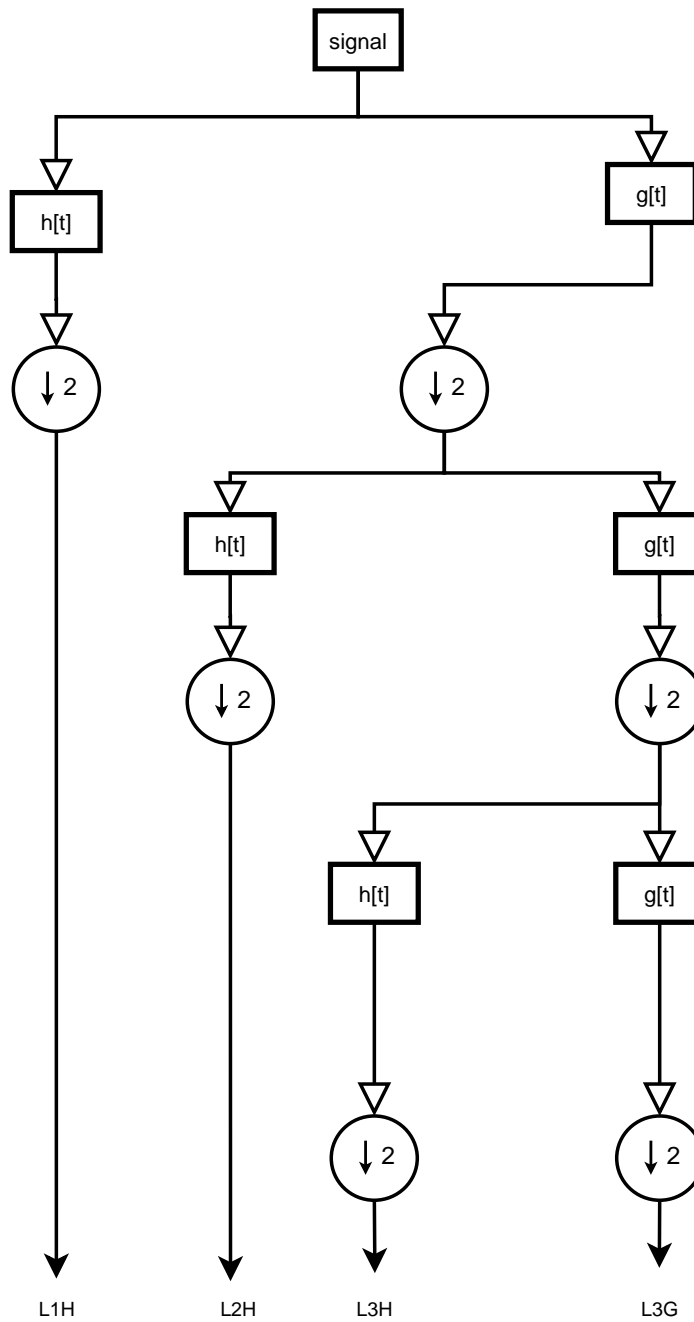 signal
h[t]
g[t]
↓ 2
↓ 2
h[t]
g[t]
↓ 2
↓ 2
h[t]
g[t]
↓ 2
↓ 2
L1H
L2H
L3H
L3G